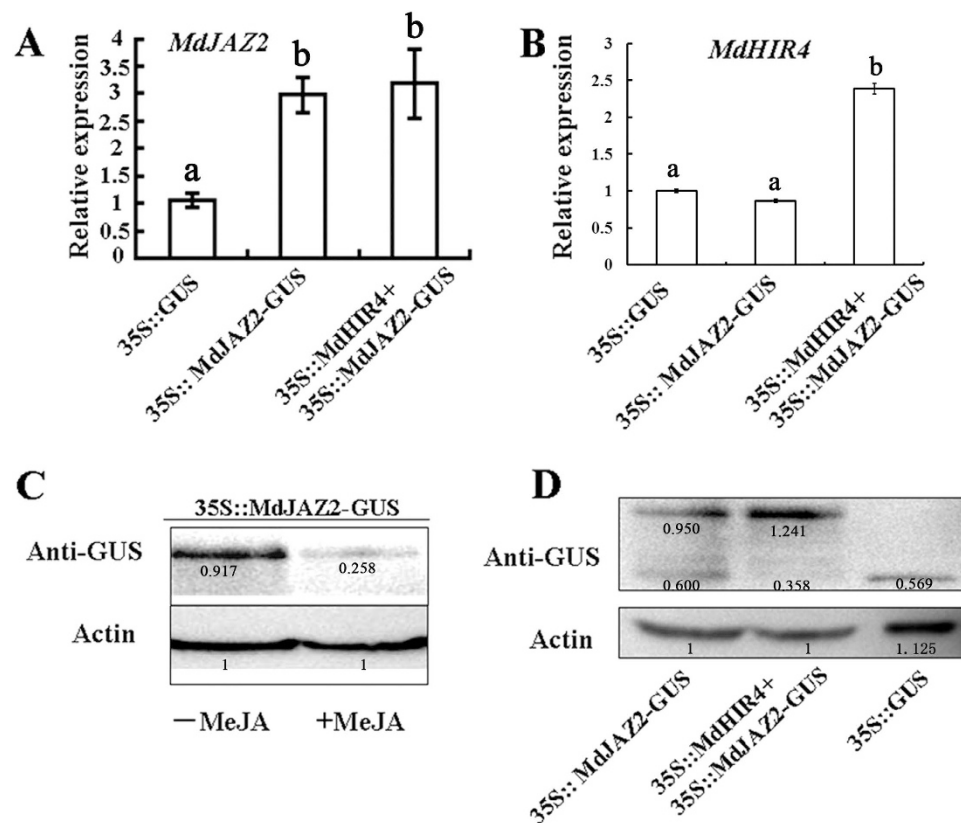 A
MdJAZ2
Relative expression
4
3.5
3
2.5
2
1.5
1
0.5
0
a
b
b
35S::GUS
35S:: MdJAZ2-GUS
35S::MdHIR4+
35S::MdJAZ2-GUS
B
MdHIR4
Relative expression
3
2.5
2
1.5
1
0.5
0
a
a
b
35S::GUS
35S:: MdJAZ2-GUS
35S::MdHIR4+
35S::MdJAZ2-GUS
C
35S::MdJAZ2-GUS
Anti-GUS
0.917 0.258
Actin
1 1
—MeJA +MeJA
D
Anti-GUS
0.950 1.241
0.600 0.358 0.569
Actin
1 1 1.125
35S:: MdJAZ2-GUS
35S::MdHIR4+
35S::MdJAZ2-GUS
35S::GUS